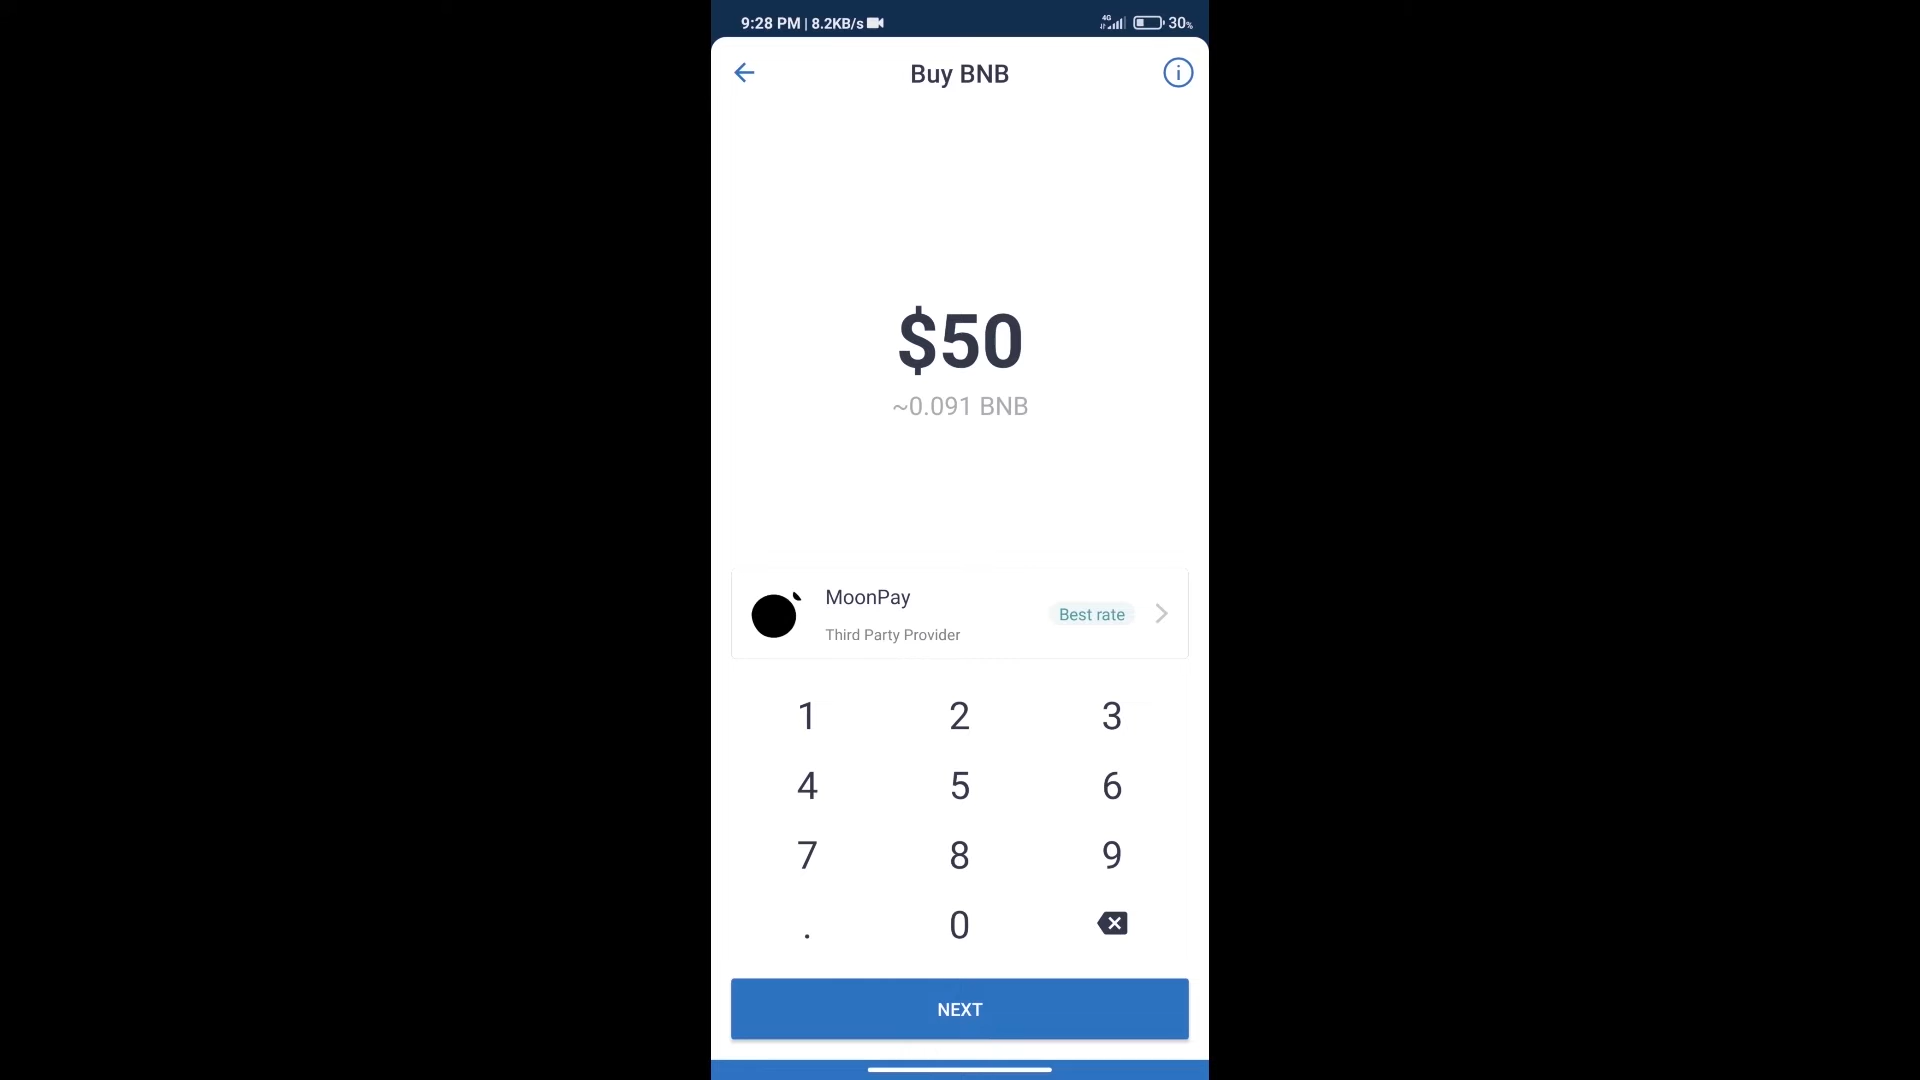 9:28 PM | 8.2KB/s 4G 30%
Buy BNB
$50
~0.091 BNB
MoonPay
Third Party Provider
Best rate
1 2 3
4 5 6
7 8 9
. 0
NEXT